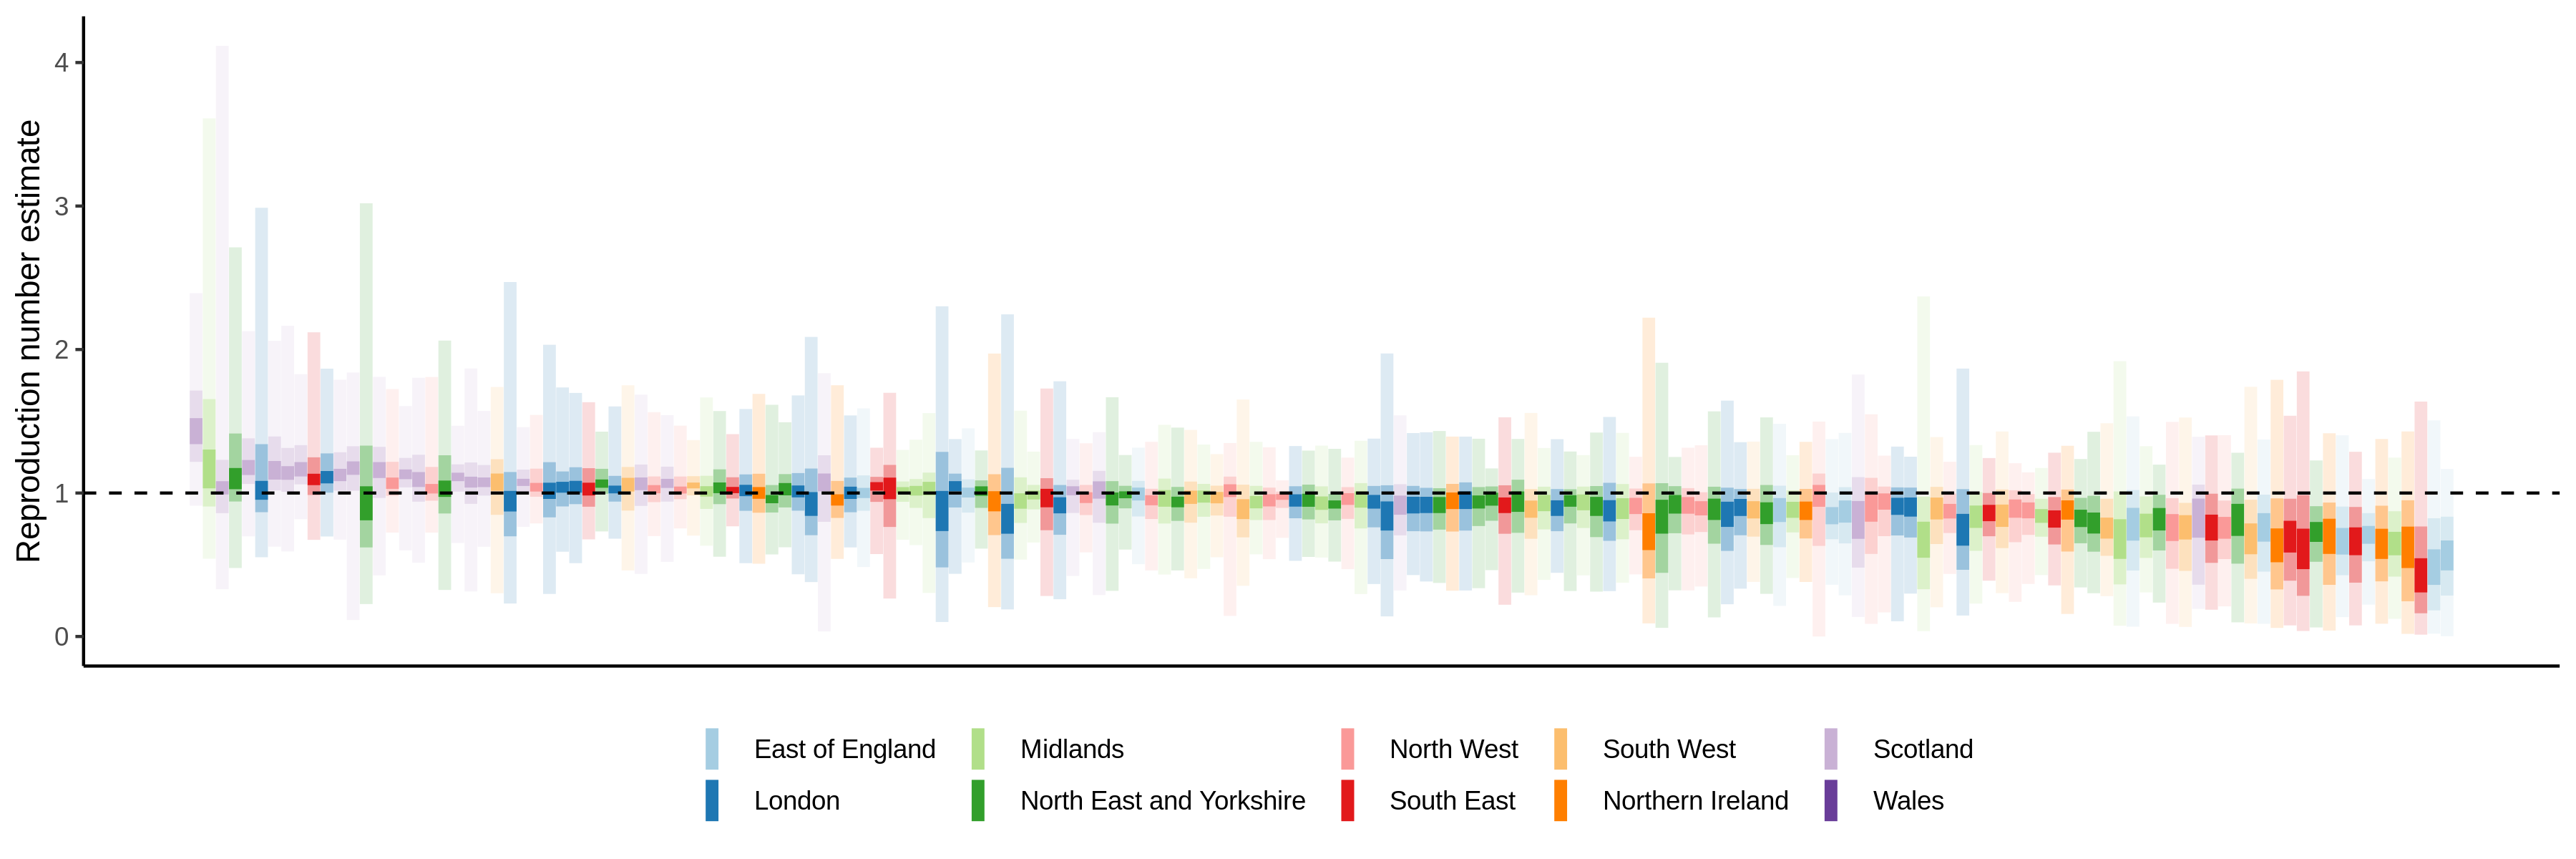 Reproduction number estimate
4
3
2
1
0
East of England Midlands North West South West Scotland
London North East and Yorkshire South East Northern Ireland Wales